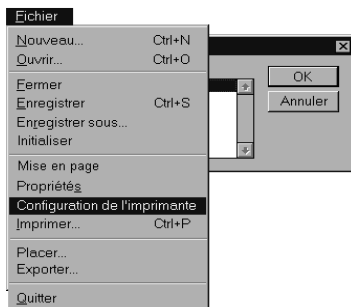 Fichier
Nouveau... Ctrl+N
Ouvrir... Ctrl+O
Fermer
Enregistrer Ctrl+S
Enregistrer sous...
Initialiser
Mise en page
Propriétés
Configuration de l'imprimante
Imprimer... Ctrl+P
Placer...
Exporter...
Quitter
OK
Annuler